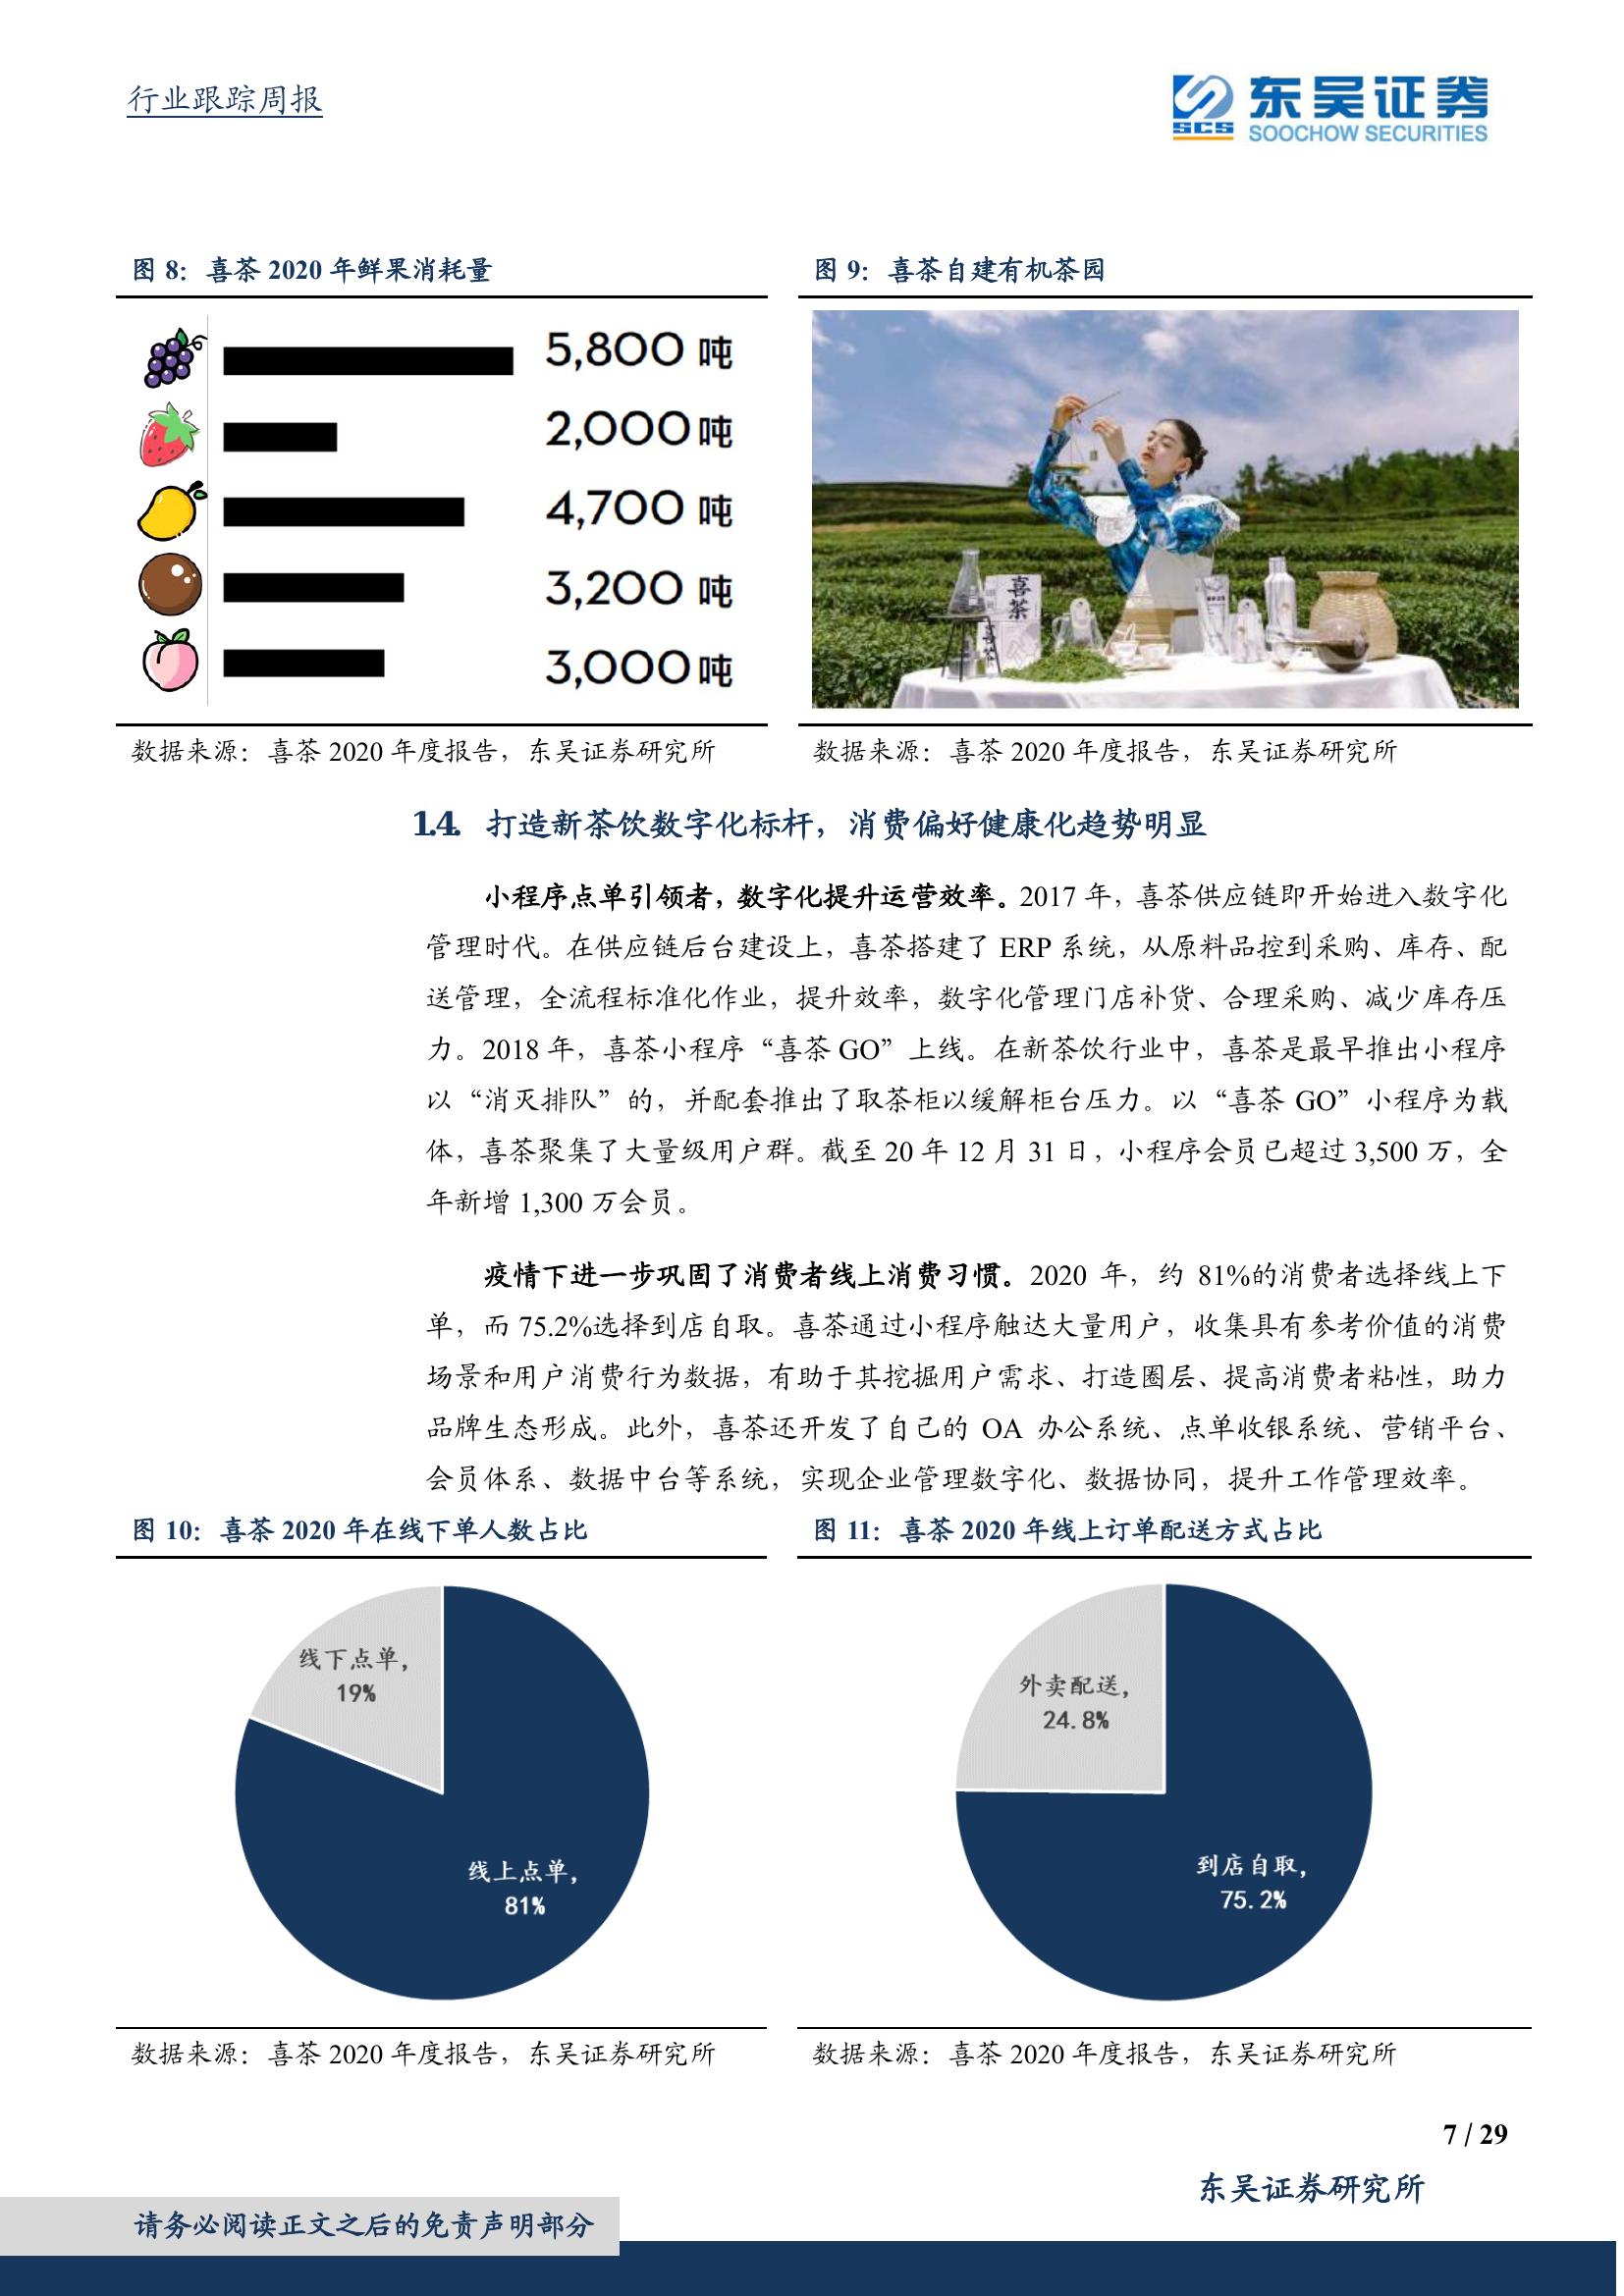 行业跟踪周报
东吴证券
SCS
SOOCHOW SECURITIES
图 8：喜茶 2020 年鲜果消耗量
5,800 吨
2,000 吨
4,700 吨
3,200 吨
3,000 吨
数据来源：喜茶 2020 年度报告，东吴证券研究所
图 9：喜茶自建有机茶园
喜茶
数据来源：喜茶 2020 年度报告，东吴证券研究所
1.4. 打造新茶饮数字化标杆，消费偏好健康化趋势明显
小程序点单引领者，数字化提升运营效率。2017 年，喜茶供应链即开始进入数字化
管理时代。在供应链后台建设上，喜茶搭建了 ERP 系统，从原料品控到采购、库存、配
送管理，全流程标准化作业，提升效率，数字化管理门店补货、合理采购、减少库存压
力。2018 年，喜茶小程序“喜茶 GO”上线。在新茶饮行业中，喜茶是最早推出小程序
以“消灭排队”的，并配套推出了取茶柜以缓解柜台压力。以“喜茶 GO”小程序为载
体，喜茶聚集了大量级用户群。截至 20 年 12 月 31 日，小程序会员已超过 3,500 万，全
年新增 1,300 万会员。
疫情下进一步巩固了消费者线上消费习惯。2020 年，约 81%的消费者选择线上下
单，而 75.2%选择到店自取。喜茶通过小程序触达大量用户，收集具有参考价值的消费
场景和用户消费行为数据，有助于其挖掘用户需求、打造圈层、提高消费者粘性，助力
品牌生态形成。此外，喜茶还开发了自己的 OA 办公系统、点单收银系统、营销平台、
会员体系、数据中台等系统，实现企业管理数字化、数据协同，提升工作管理效率。
图 10：喜茶 2020 年在线下单人数占比
线下点单，
19%
线上点单，
81%
数据来源：喜茶 2020 年度报告，东吴证券研究所
图 11：喜茶 2020 年线上订单配送方式占比
外卖配送，
24.8%
到店自取，
75.2%
数据来源：喜茶 2020 年度报告，东吴证券研究所
7 / 29
东吴证券研究所
请务必阅读正文之后的免责声明部分